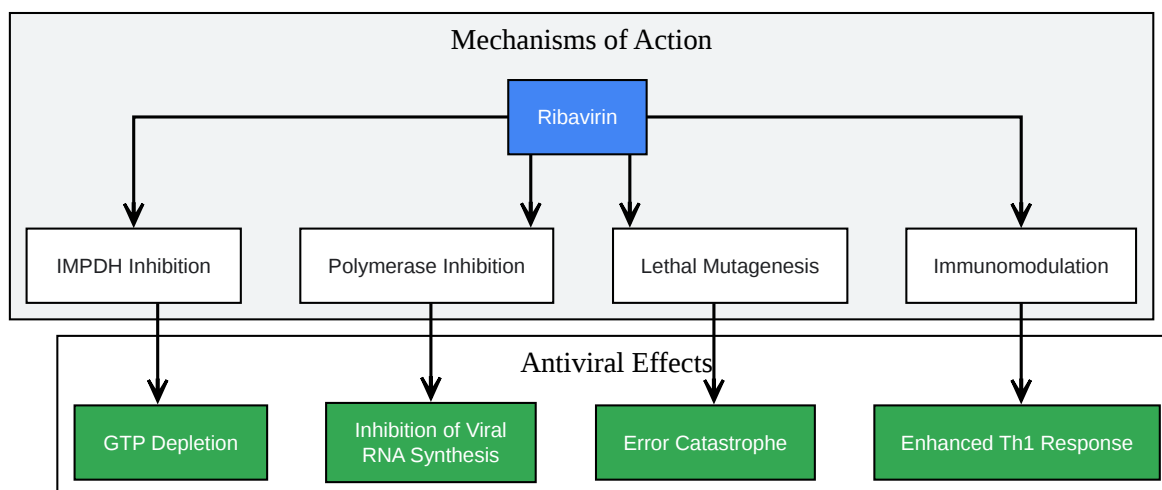 Mechanisms of Action
Ribavirin
IMPDH Inhibition
Polymerase Inhibition
Lethal Mutagenesis
Immunomodulation
Antiviral Effects
GTP Depletion
Inhibition of Viral
RNA Synthesis
Error Catastrophe
Enhanced Th1 Response